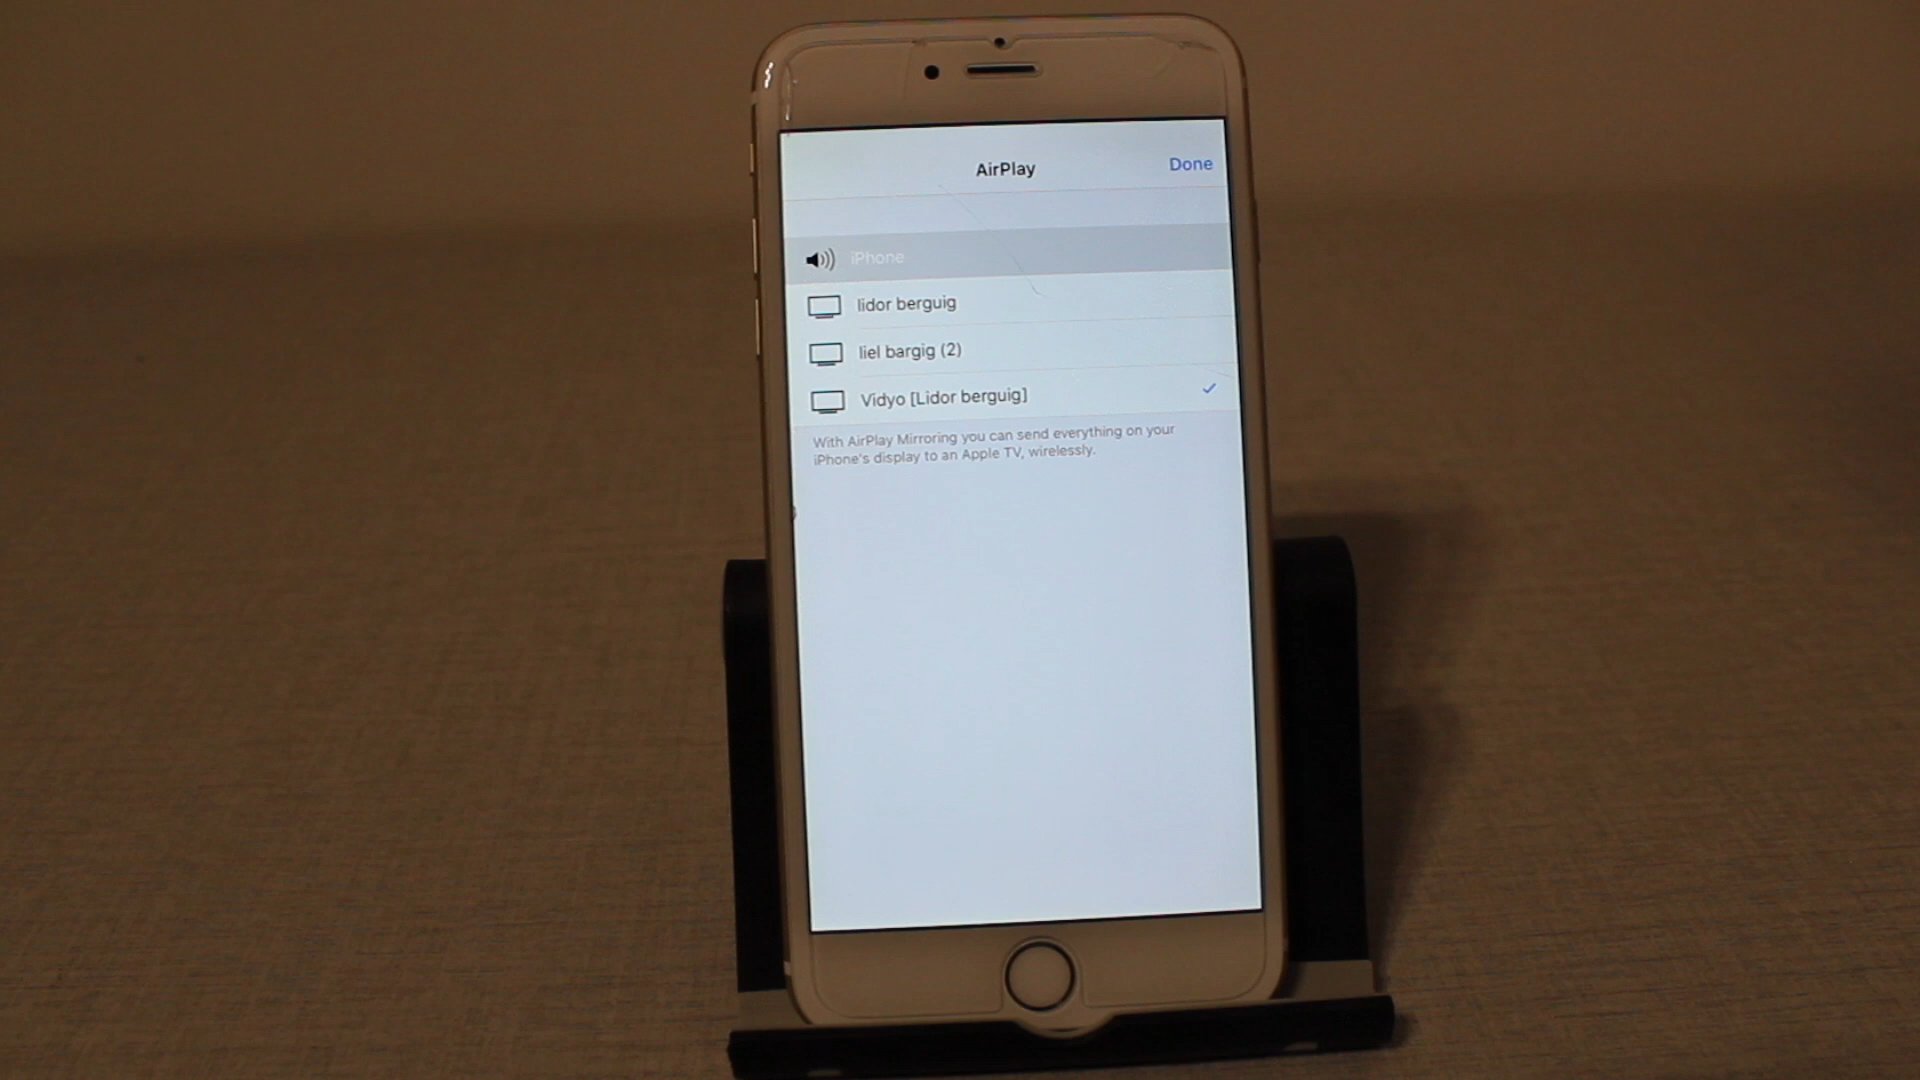 AirPlay
Done
iPhone
lidor berguig
liel bargig (2)
Vidyo [Lidor berguig]
With AirPlay Mirroring you can send everything on your
iPhone's display to an Apple TV, wirelessly.